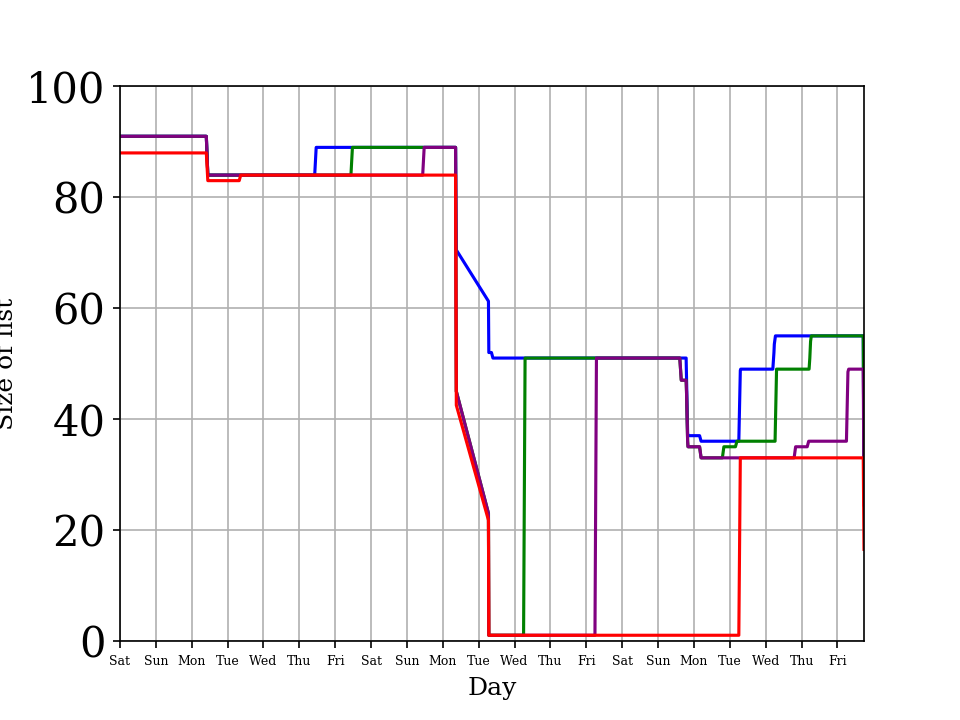 100
80
60
40
20
0
Size of list
Sat Sun Mon Tue Wed Thu Fri Sat Sun Mon Tue Wed Thu Fri Sat Sun Mon Tue Wed Thu Fri
Day